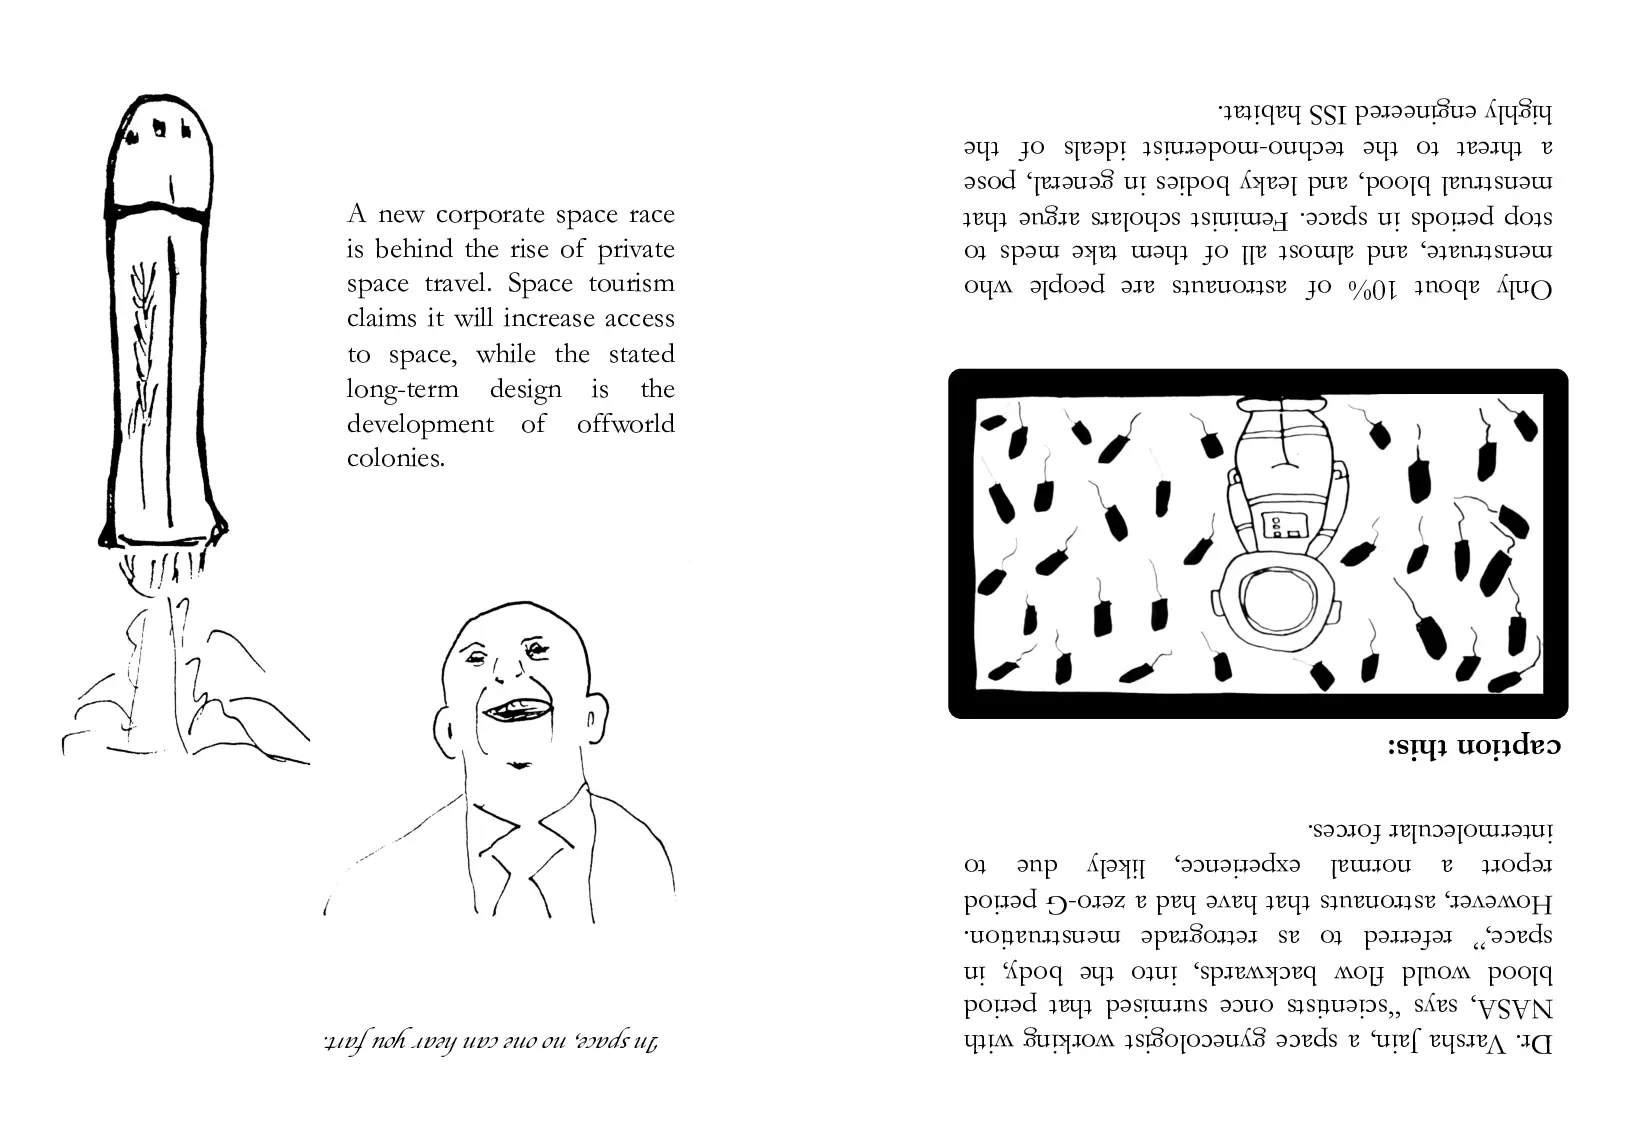 A new corporate space race
is behind the rise of private
space travel. Space tourism
claims it will increase access
to space, while the stated
long-term design is the
development of offworld
colonies.
In space, no one can hear you fart.
Dr. Varsha Jain, a space gynecologist working with
NASA, says “scientists once surmised that period
blood would flow backwards, into the body, in
space,” referred to as retrograde menstruation.
However, astronauts that have had a zero-G period
report a normal experience, likely due to
intermolecular forces.
caption this:
Only about 10% of astronauts are people who
menstruate, and almost all of them take meds to
stop periods in space. Feminist scholars argue that
menstrual blood, and leaky bodies in general, pose
a threat to the techno-modernist ideals of the
highly engineered ISS habitat.